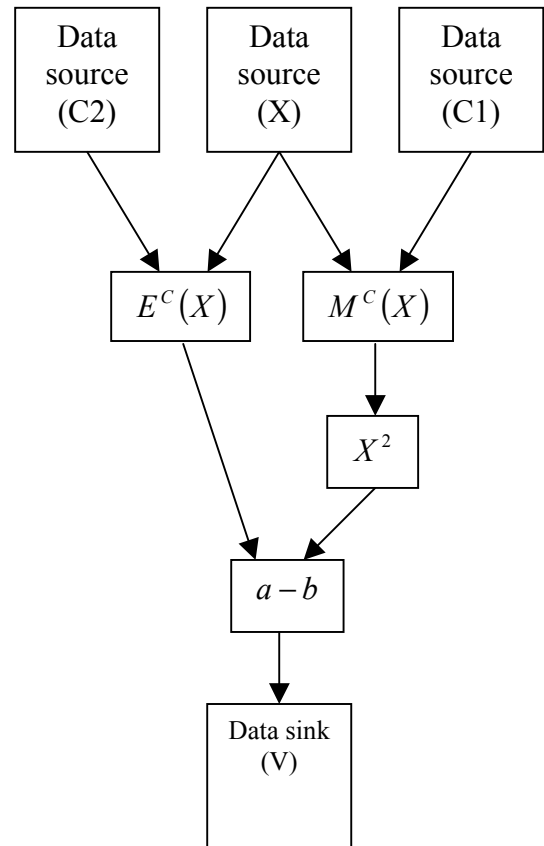 Data
source
(C2)
Data
source
(X)
Data
source
(C1)
E^C(X)
M^C(X)
X^2
a − b
Data sink
(V)